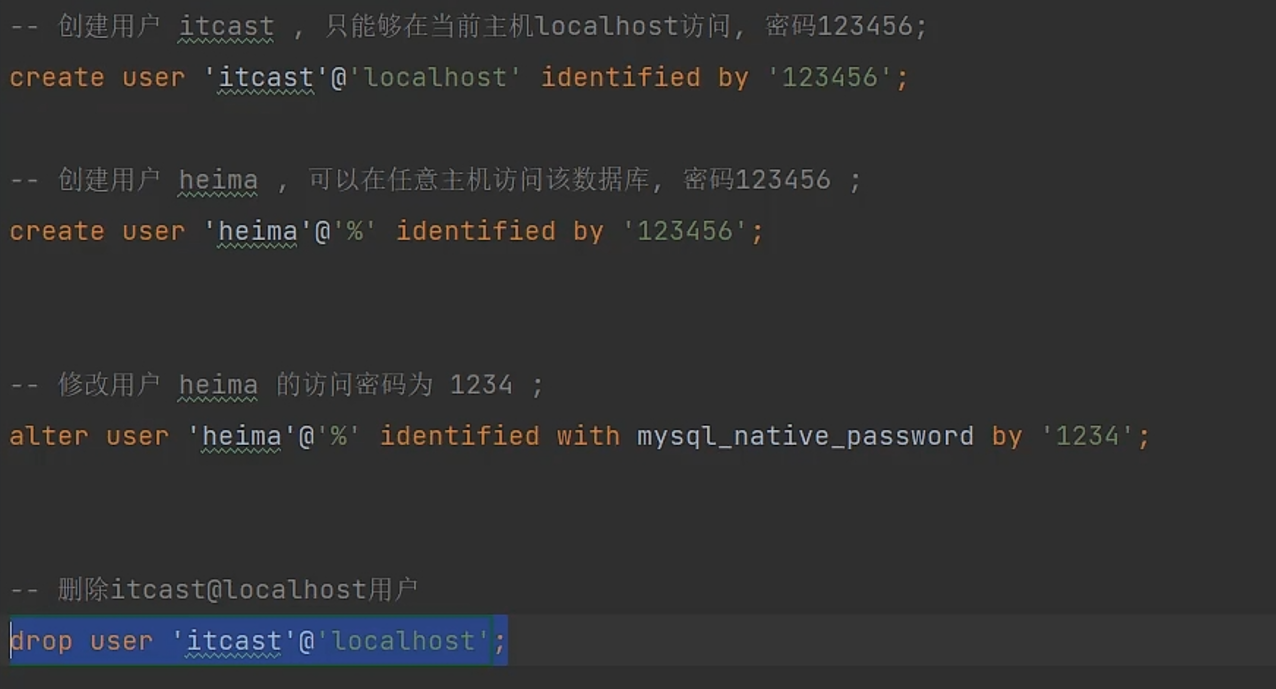 -- 创建用户 itcast , 只能够在当前主机localhost访问, 密码123456;
create user 'itcast'@'localhost' identified by '123456';
-- 创建用户 heima , 可以在任意主机访问该数据库, 密码123456 ;
create user 'heima'@'%' identified by '123456';
-- 修改用户 heima 的访问密码为 1234 ;
alter user 'heima'@'%' identified with mysql_native_password by '1234';
-- 删除itcast@localhost用户
drop user 'itcast'@'localhost';